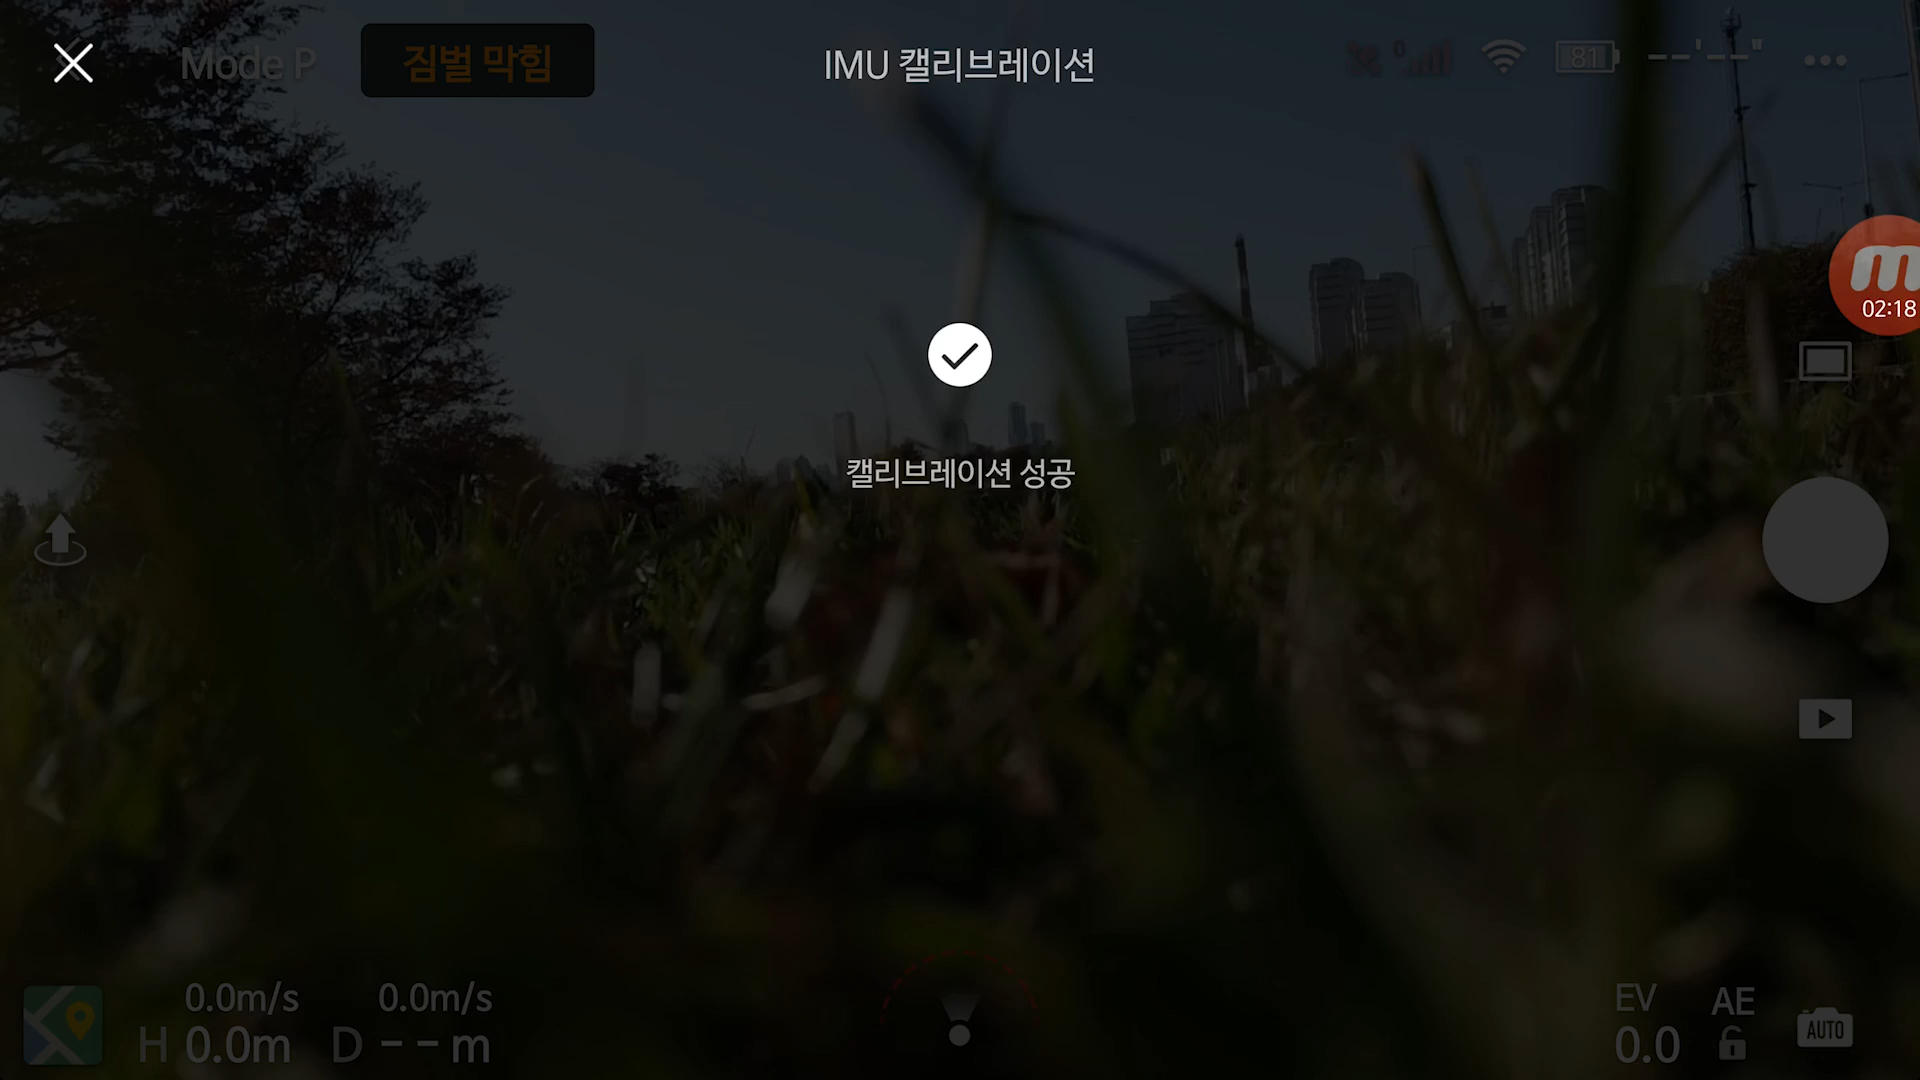 Mode P
짐벌 막힘
IMU 캘리브레이션
0
81
--'--"
02:18
캘리브레이션 성공
0.0m/s
0.0m/s
H 0.0m
D --m
EV
0.0
AE
AUTO